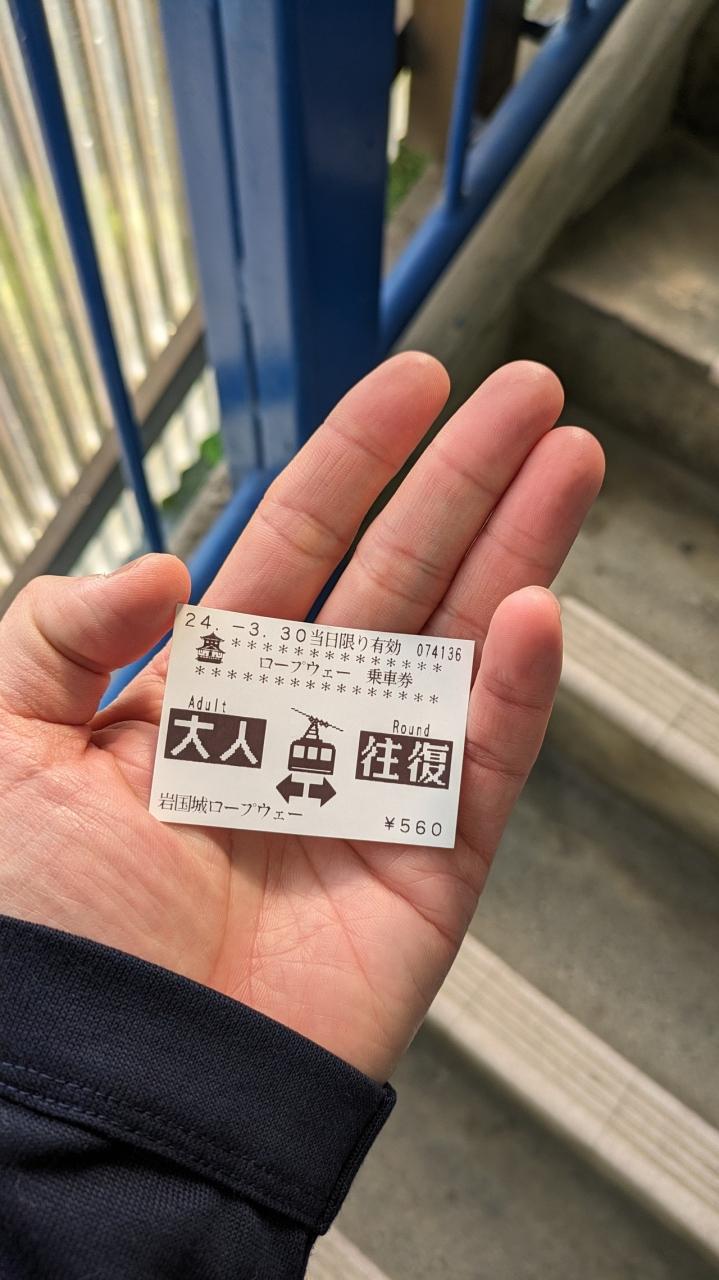 24. -3. 30当日限り有効 074136
*************
ロープウェー 乗車券
***************
Adult
大人
Round
往復
岩国城ロープウェー
¥560